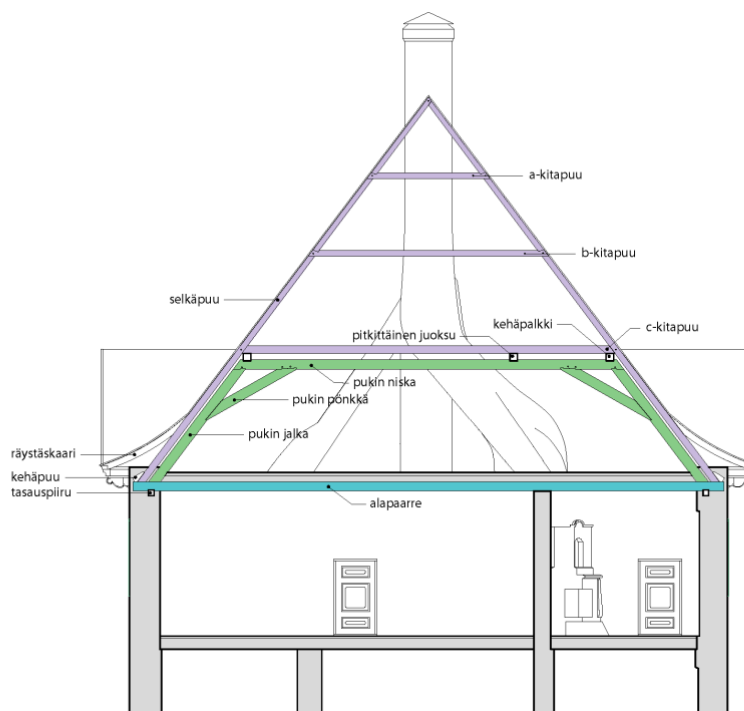 a-kitapuu
b-kitapuu
selkäpuu
kehäpalkki
c-kitapuu
pitkittäinen juoksu
pukin niska
pukin pönkkä
pukin jalka
räystäskaari
kehäpuu
tasauspiiru
alapaarre